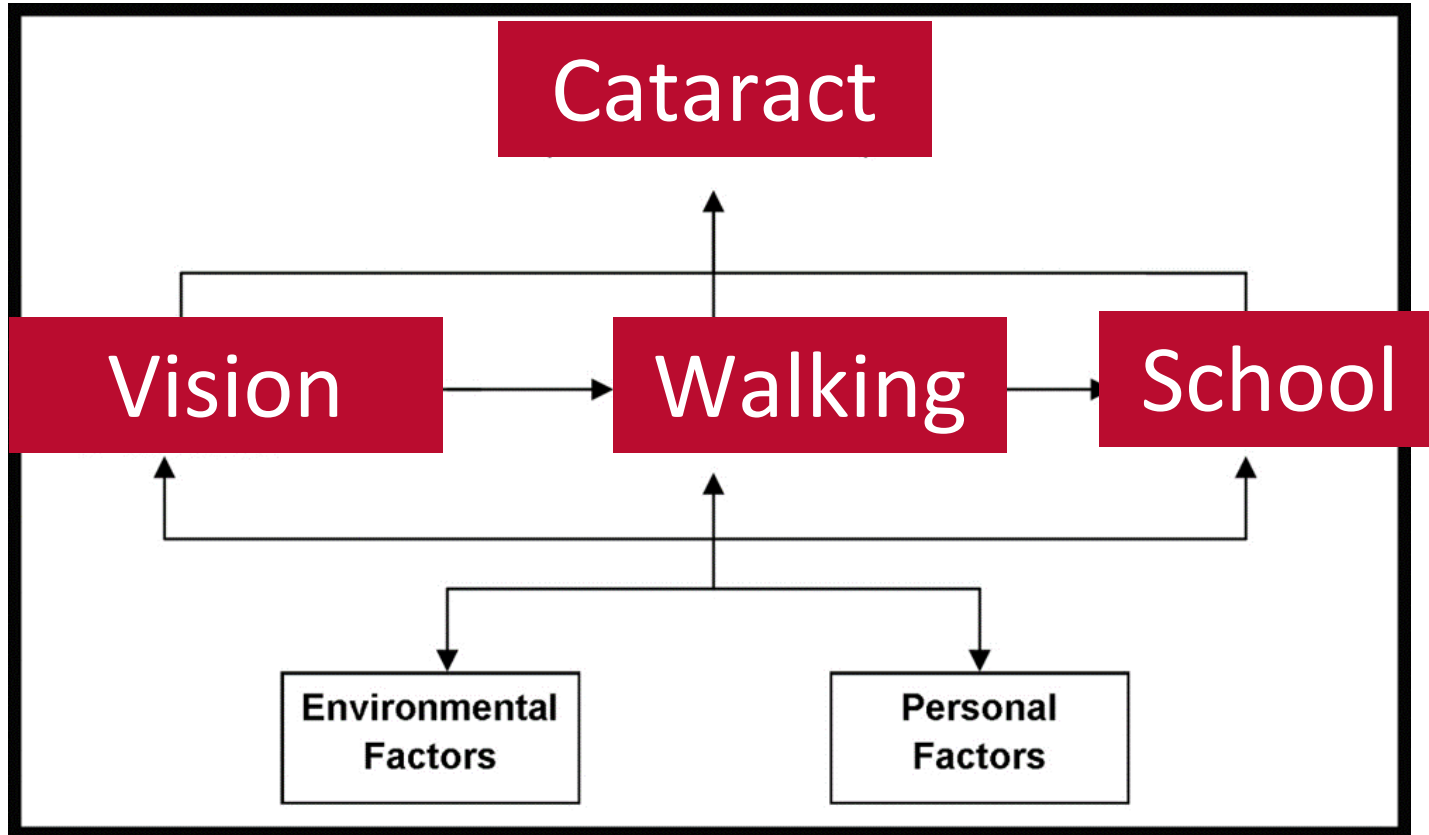 Cataract
Vision
Walking
School
Environmental
Factors
Personal
Factors